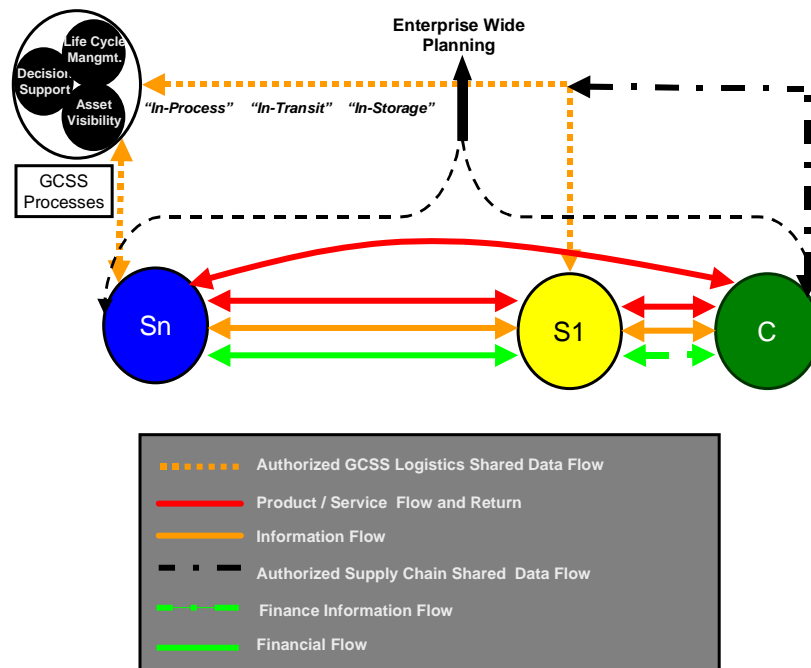 Life Cycle
Mangmt.
Decision
Support
Asset
Visibility
Enterprise Wide
Planning
“In-Process” “In-Transit” “In-Storage”
GCSS
Processes
Sn
S1
C
Authorized GCSS Logistics Shared Data Flow
Product / Service Flow and Return
Information Flow
Authorized Supply Chain Shared Data Flow
Finance Information Flow
Financial Flow